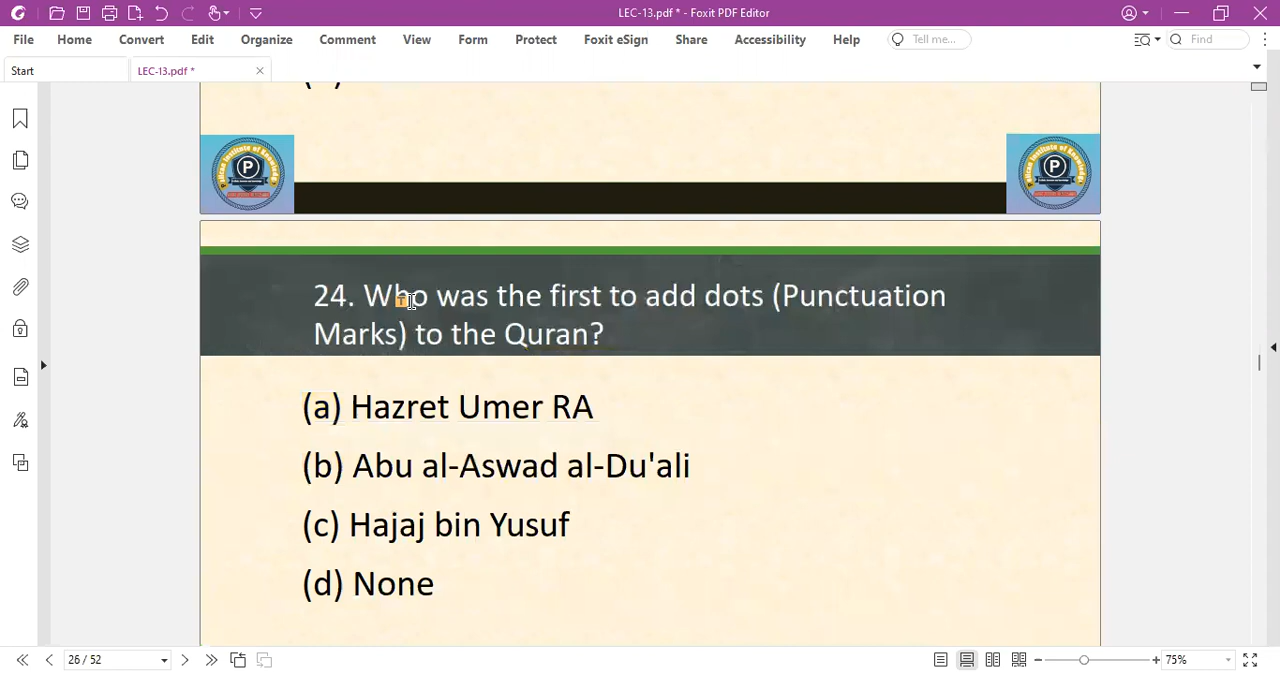 LEC-13.pdf * - Foxit PDF Editor
File Home Convert Edit Organize Comment View Form Protect Foxit eSign Share Accessibility Help Tell me... Find
Start LEC-13.pdf *
P
P
24. Who was the first to add dots (Punctuation
Marks) to the Quran?
(a) Hazret Umer RA
(b) Abu al-Aswad al-Du'ali
(c) Hajaj bin Yusuf
(d) None
26 / 52 75%